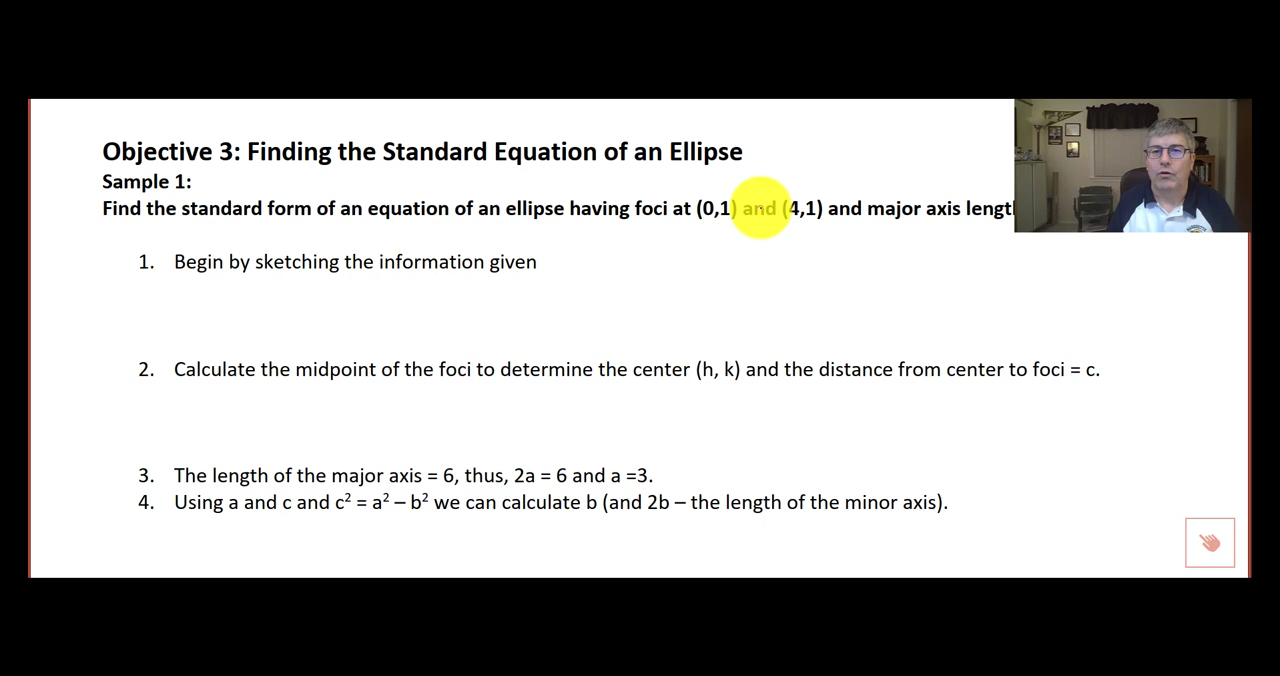 Objective 3: Finding the Standard Equation of an Ellipse
Sample 1:
Find the standard form of an equation of an ellipse having foci at (0,1) and (4,1) and major axis
1. Begin by sketching the information given
2. Calculate the midpoint of the foci to determine the center (h, k) and the distance from center to foci = c.
3. The length of the major axis = 6, thus, 2a = 6 and a =3.
4. Using a and c and c² = a² – b² we can calculate b (and 2b – the length of the minor axis).